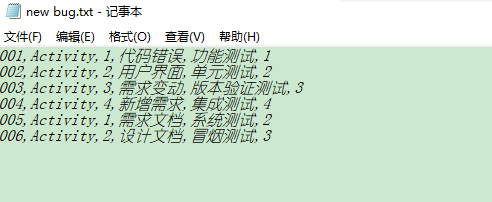 new bug.txt - 记事本
文件(F) 编辑(E) 格式(O) 查看(V) 帮助(H)
001,Activity,1,代码错误,功能测试,1
002,Activity,2,用户界面,单元测试,2
003,Activity,3,需求变动,版本验证测试,3
004,Activity,4,新增需求,集成测试,4
005,Activity,1,需求文档,系统测试,2
006,Activity,2,设计文档,冒烟测试,3